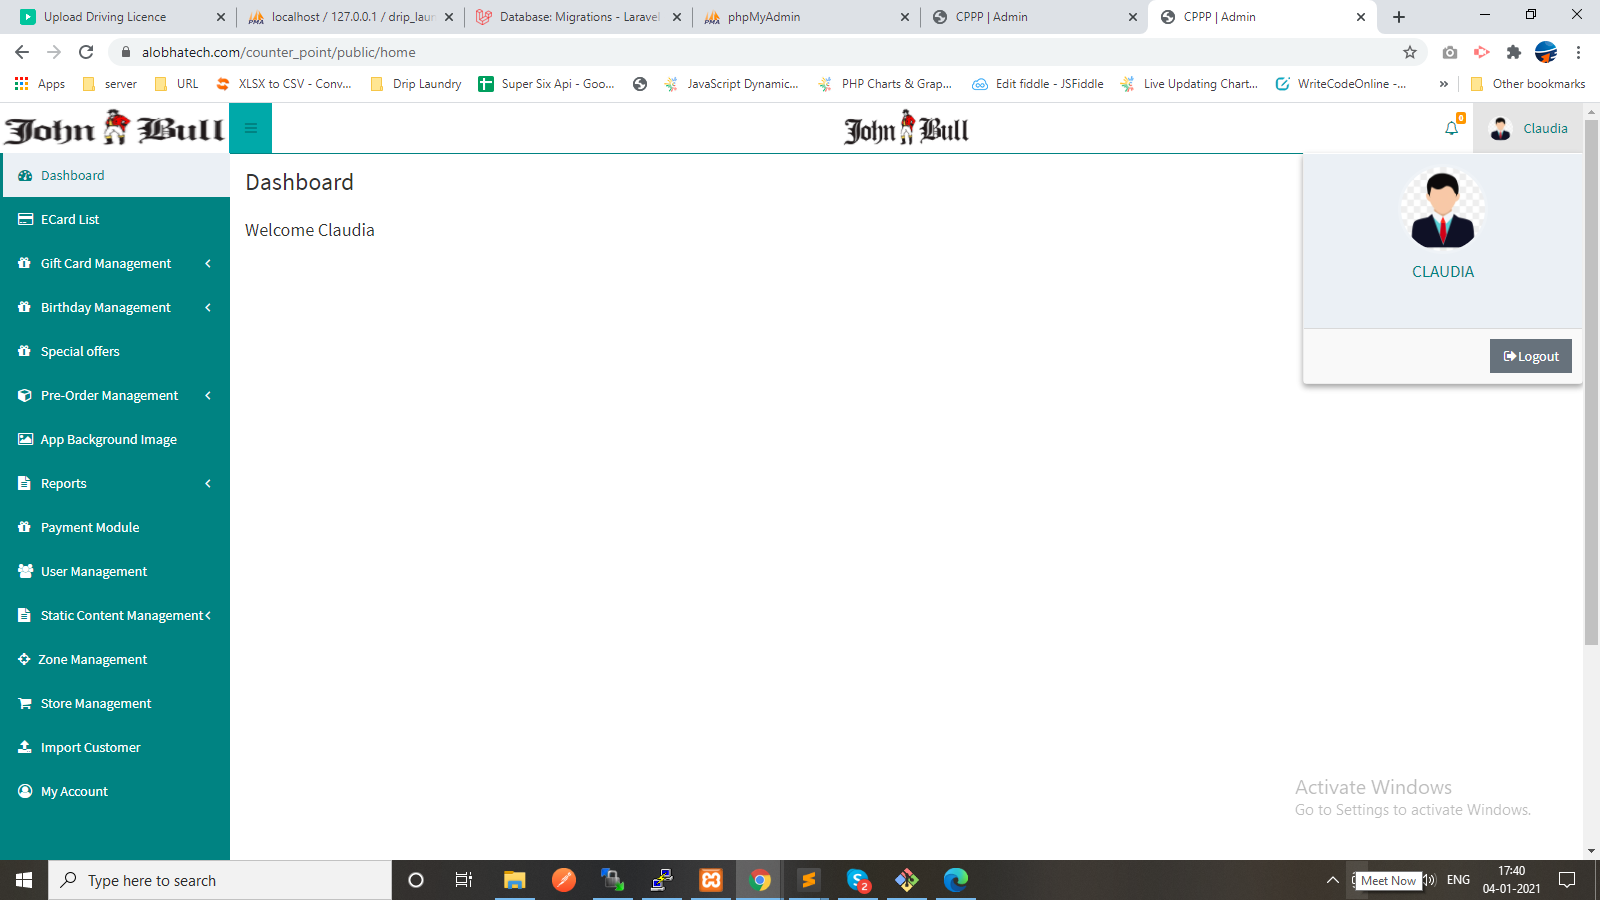 Upload Driving Licence
localhost / 127.0.0.1 / drip_laun
Database: Migrations - Laravel
phpMyAdmin
CPPP | Admin
CPPP | Admin
alobhatech.com/counter_point/public/home
Apps
server
URL
XLSX to CSV - Conv...
Drip Laundry
Super Six Api - Goo...
JavaScript Dynamic...
PHP Charts & Grap...
Edit fiddle - JSFiddle
Live Updating Chart...
WriteCodeOnline -...
»
Other bookmarks
John Bull
John Bull
0
Claudia
Dashboard
ECard List
Gift Card Management
Birthday Management
Special offers
Pre-Order Management
App Background Image
Reports
Payment Module
User Management
Static Content Management
Zone Management
Store Management
Import Customer
My Account
Dashboard
Welcome Claudia
CLAUDIA
Logout
Activate Windows
Go to Settings to activate Windows.
Type here to search
2
Meet Now
ENG
17:40
04-01-2021